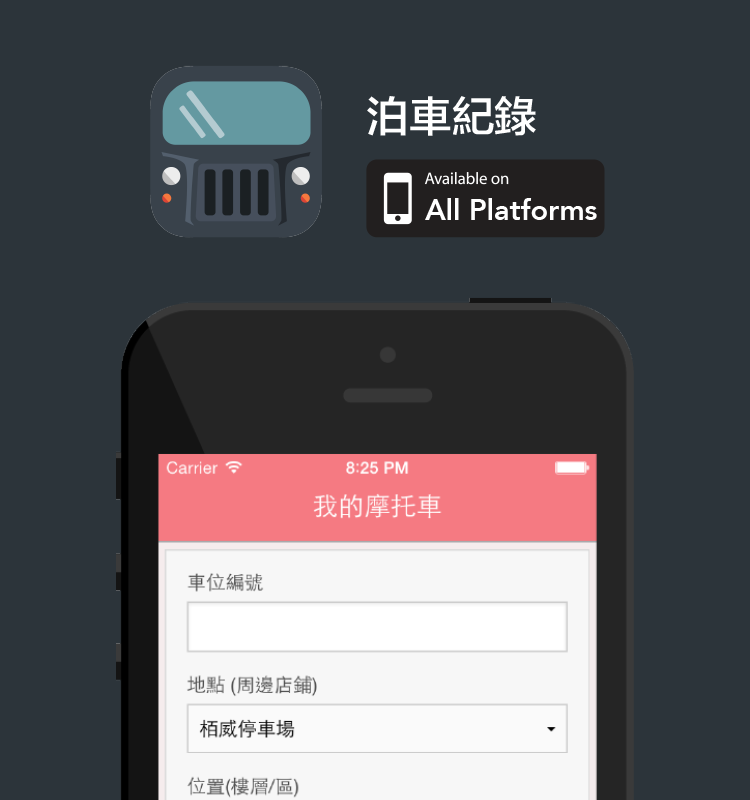 泊車紀錄
Available on
All Platforms
Carrier 8:25 PM
我的摩托車
車位編號
地點 (周邊店鋪)
栢威停車場
位置(樓層/區)